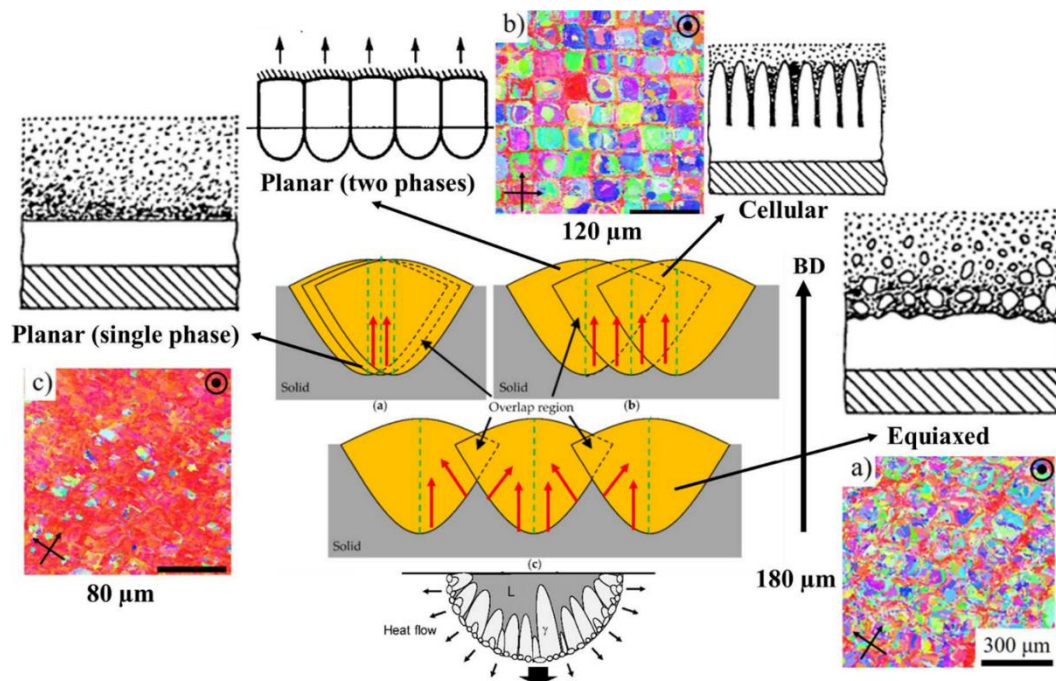 b)
Planar (two phases)
120 µm
Cellular
BD
Planar (single phase)
Solid
(a)
Solid
(b)
Overlap region
Equiaxed
c)
80 µm
Solid
(c)
180 µm
a)
300 µm
L
γ
Heat flow